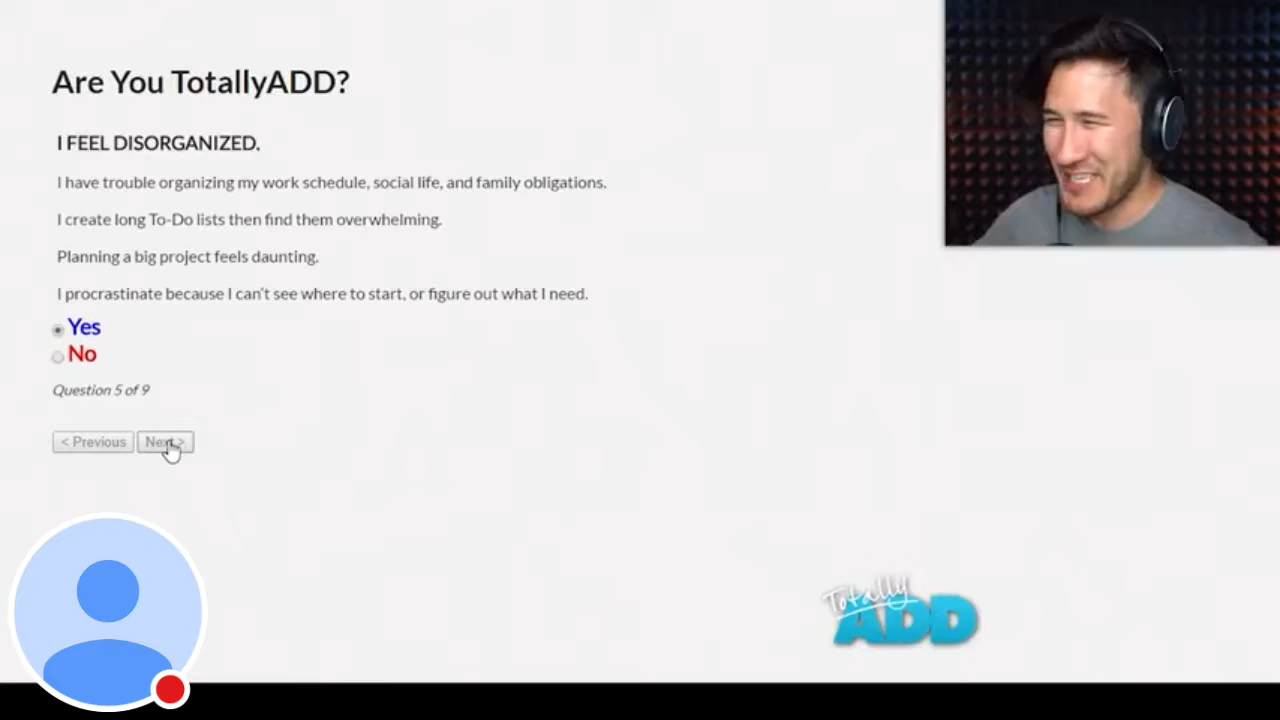 Are You TotallyADD?
I FEEL DISORGANIZED.
I have trouble organizing my work schedule, social life, and family obligations.
I create long To-Do lists then find them overwhelming.
Planning a big project feels daunting.
I procrastinate because I can't see where to start, or figure out what I need.
Yes
No
Question 5 of 9
< Previous Next >
Totally
ADD